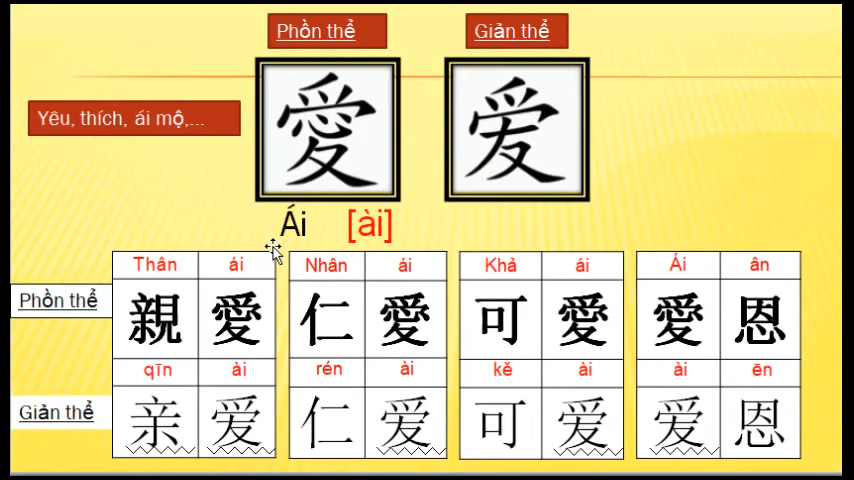 Phồn thể
Giản thể
Yêu, thích, ái mộ,...
愛
爱
Ái [ài]
Thân ái Nhân ái Khả ái Ái ân
Phồn thể 親 愛 仁 愛 可 愛 愛 恩
qīn ài rén ài kě ài ài ēn
Giản thể 亲 爱 仁 爱 可 爱 爱 恩